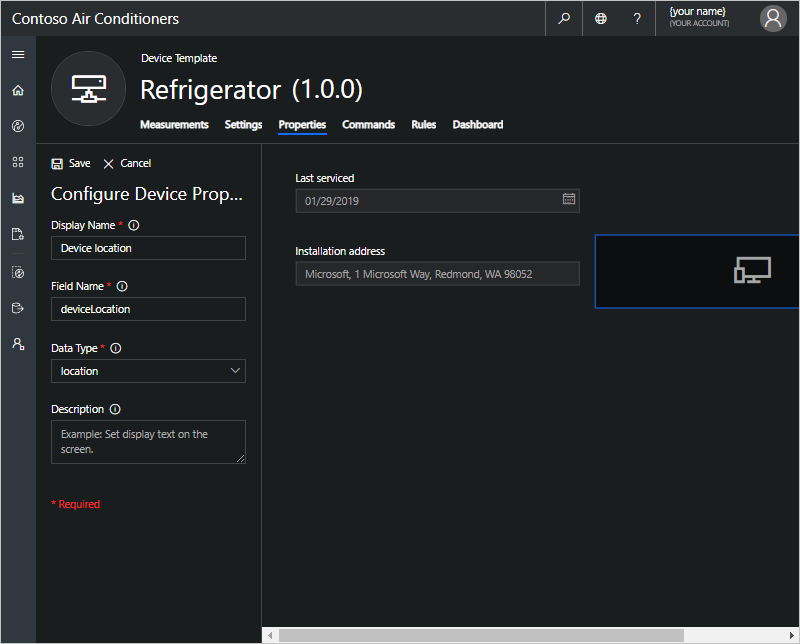 Contoso Air Conditioners
?
{your name}
(YOUR ACCOUNT)
Device Template
Refrigerator (1.0.0)
Measurements Settings Properties Commands Rules Dashboard
Save Cancel
Configure Device Prop...
Display Name *
Device location
Field Name *
deviceLocation
Data Type *
location
Description
Example: Set display text on the
screen.
* Required
Last serviced
01/29/2019
Installation address
Microsoft, 1 Microsoft Way, Redmond, WA 98052